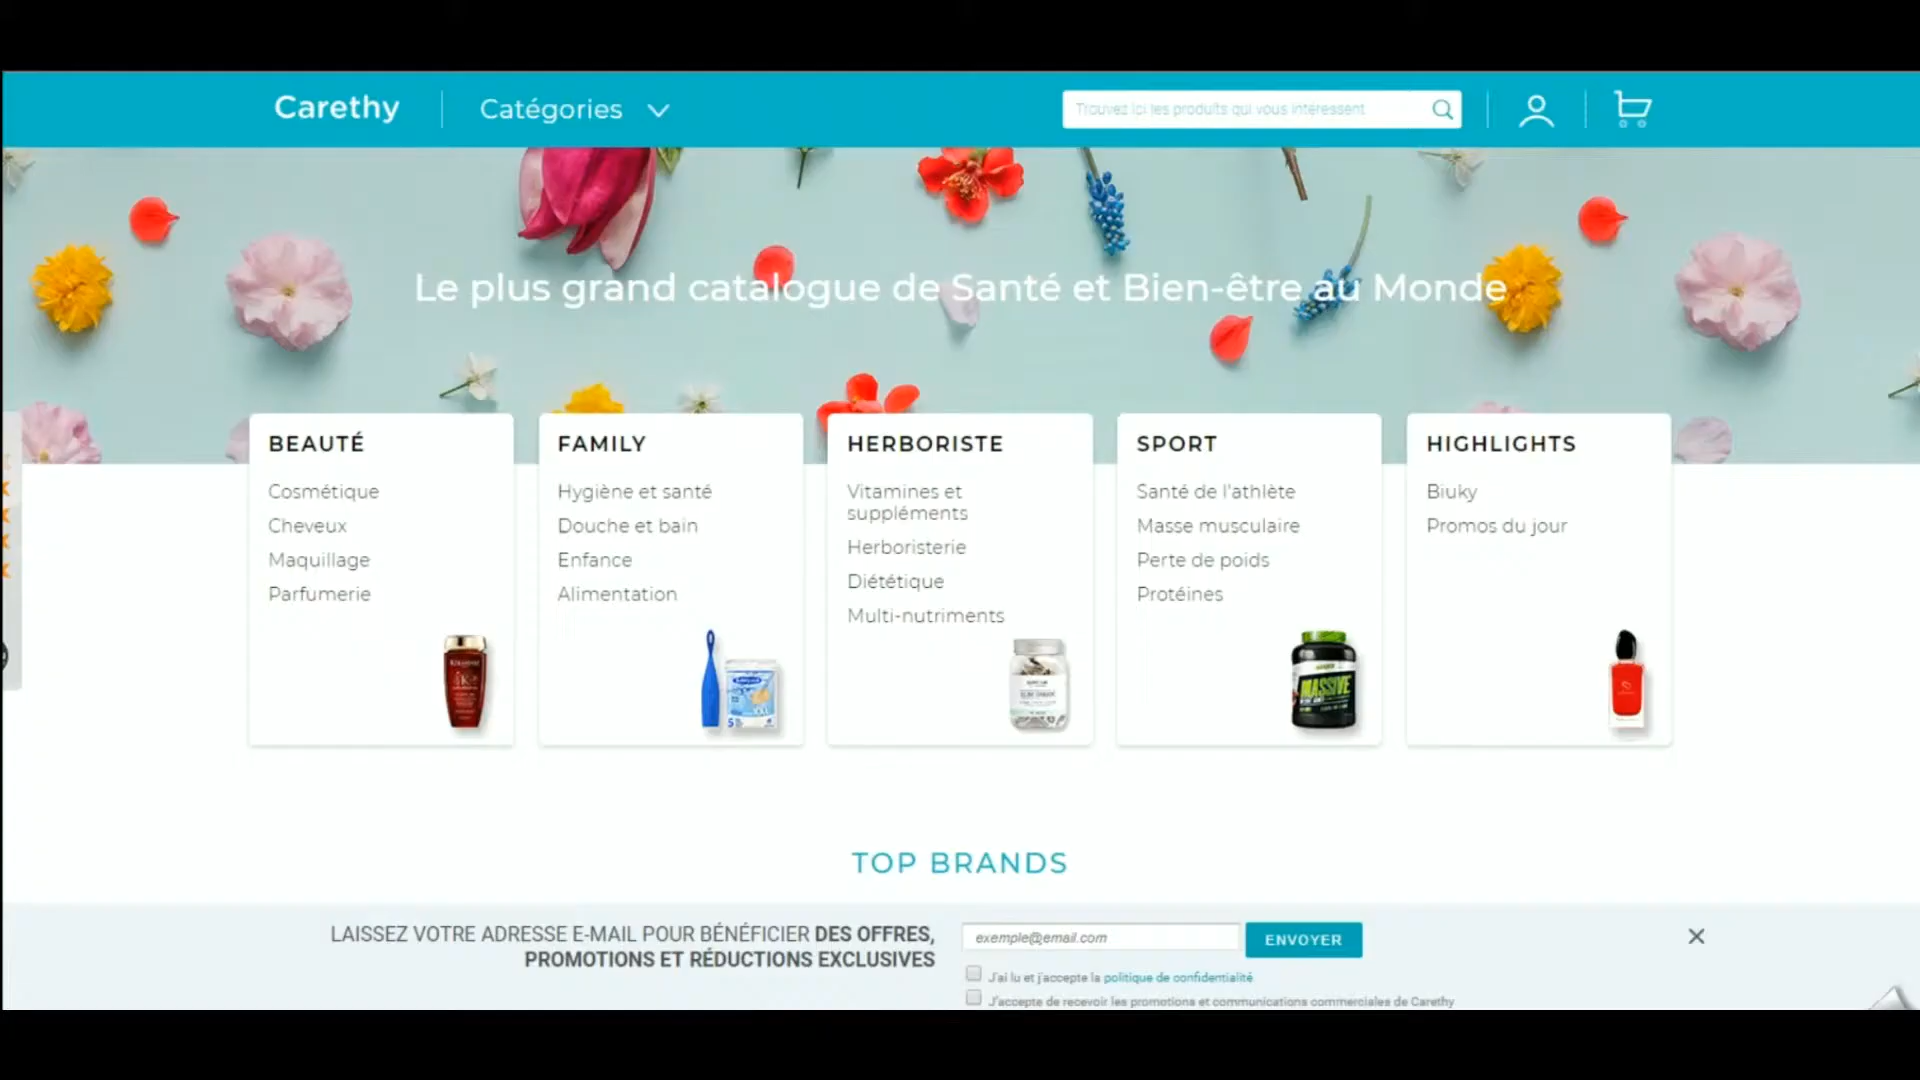 Carethy
Catégories
Trouvez ici les produits qui vous intéressent
Le plus grand catalogue de Santé et Bien-être au Monde
BEAUTÉ
Cosmétique
Cheveux
Maquillage
Parfumerie
FAMILY
Hygiène et santé
Douche et bain
Enfance
Alimentation
HERBORISTE
Vitamines et
suppléments
Herboristerie
Diététique
Multi-nutriments
SPORT
Santé de l'athlète
Masse musculaire
Perte de poids
Protéines
MASSIVE
HIGHLIGHTS
Biuky
Promos du jour
TOP BRANDS
LAISSEZ VOTRE ADRESSE E-MAIL POUR BÉNÉFICIER DES OFFRES,
PROMOTIONS ET RÉDUCTIONS EXCLUSIVES
exemple@email.com
ENVOYER
J'ai lu et j'accepte la politique de confidentialité
J'accepte de recevoir les promotions et communications commerciales de Carethy